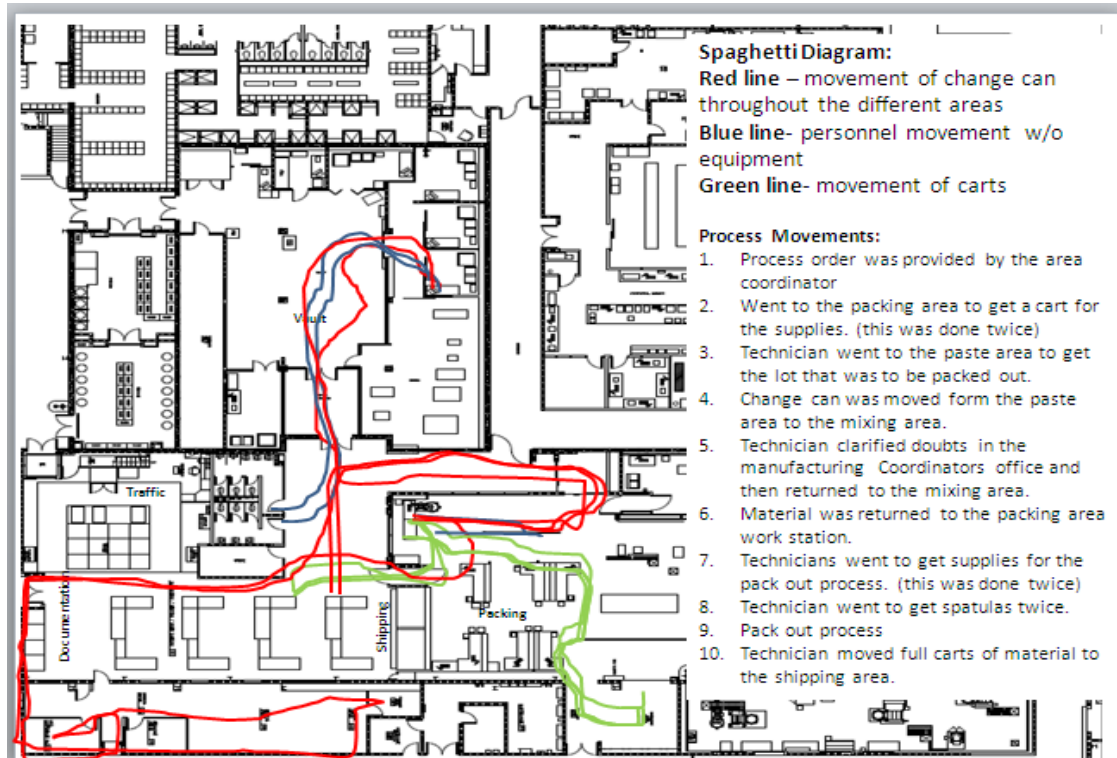 Spaghetti Diagram:
Red line – movement of change can
throughout the different areas
Blue line- personnel movement w/o
equipment
Green line- movement of carts
Process Movements:
1. Process order was provided by the area
coordinator
2. Went to the packing area to get a cart for
the supplies. (this was done twice)
3. Technician went to the paste area to get
the lot that was to be packed out.
4. Change can was moved form the paste
area to the mixing area.
5. Technician clarified doubts in the
manufacturing Coordinators office and
then returned to the mixing area.
6. Material was returned to the packing area
work station.
7. Technicians went to get supplies for the
pack out process. (this was done twice)
8. Technician went to get spatulas twice.
9. Pack out process
10. Technician moved full carts of material to
the shipping area.
Vault
Traffic
Documentation
Shipping
Packing